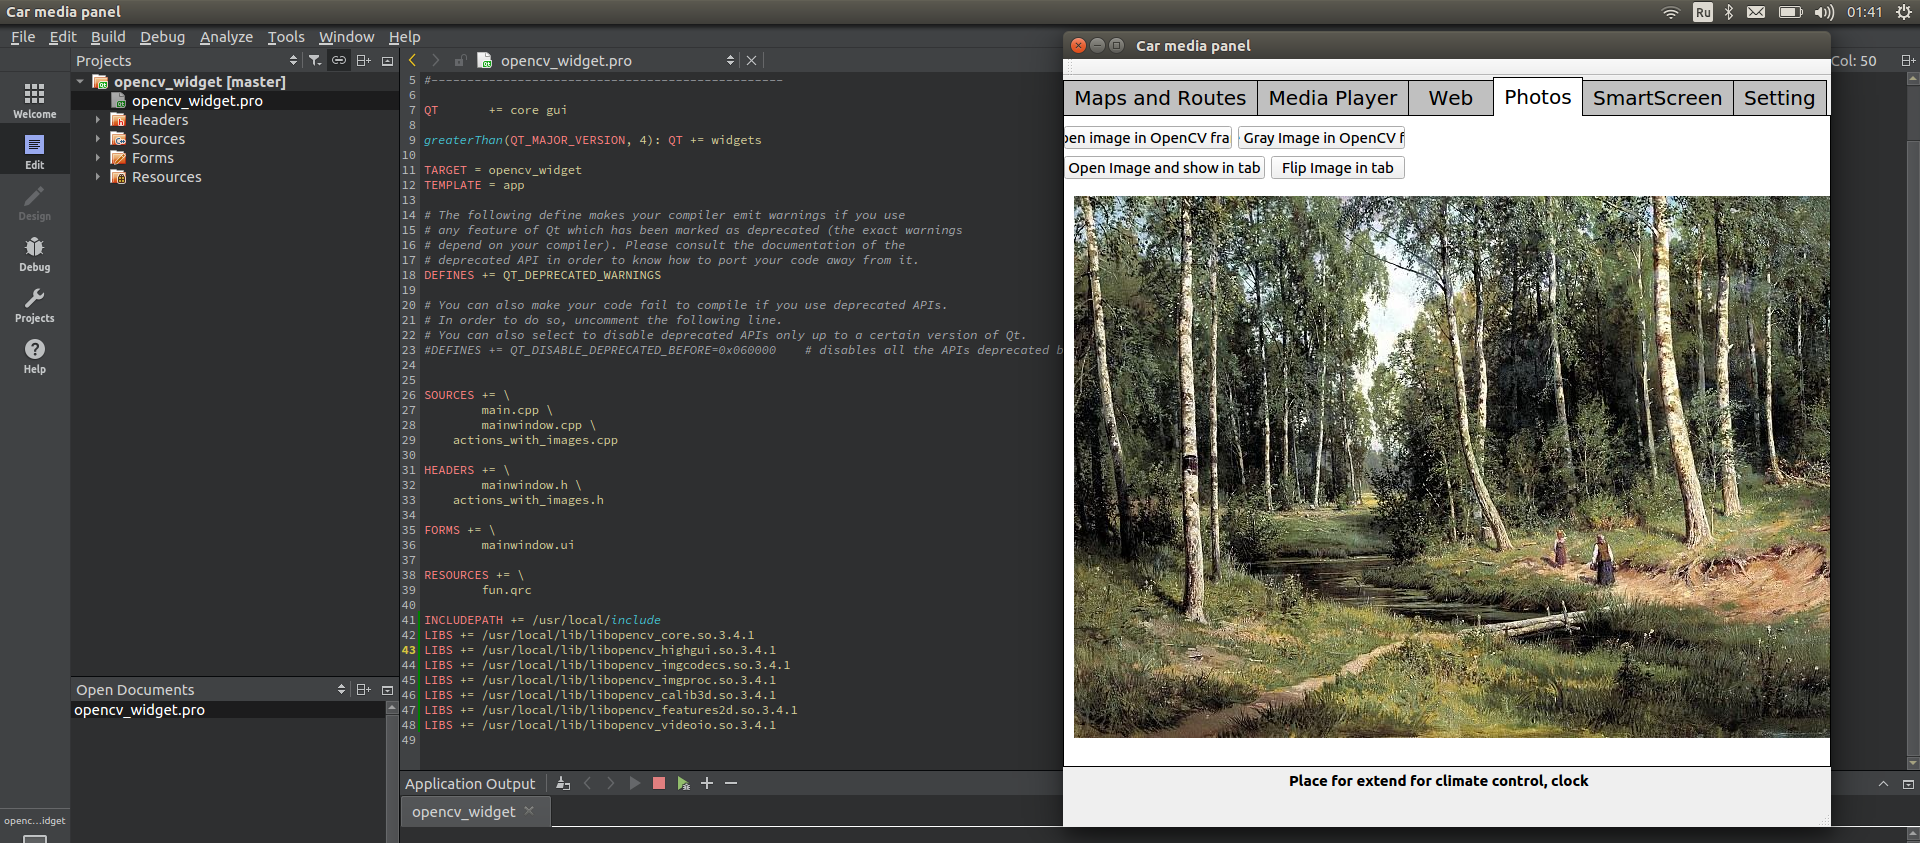 Car media panel
Ru
01:41
File Edit Build Debug Analyze Tools Window Help
Projects
opencv_widget.pro
Col: 50
Welcome
Edit
Design
Debug
Projects
Help
openc...idget
opencv_widget [master]
opencv_widget.pro
Headers
Sources
Forms
Resources
Open Documents
opencv_widget.pro
5 #-------------------------------------------------
6
7 QT       += core gui
8
9 greaterThan(QT_MAJOR_VERSION, 4): QT += widgets
10
11 TARGET = opencv_widget
12 TEMPLATE = app
13
14 # The following define makes your compiler emit warnings if you use
15 # any feature of Qt which has been marked as deprecated (the exact warnings
16 # depend on your compiler). Please consult the documentation of the
17 # deprecated API in order to know how to port your code away from it.
18 DEFINES += QT_DEPRECATED_WARNINGS
19
20 # You can also make your code fail to compile if you use deprecated APIs.
21 # In order to do so, uncomment the following line.
22 # You can also select to disable deprecated APIs only up to a certain version of Qt.
23 #DEFINES += QT_DISABLE_DEPRECATED_BEFORE=0x060000    # disables all the APIs deprecated b
24
25
26 SOURCES += \
27         main.cpp \
28         mainwindow.cpp \
29     actions_with_images.cpp
30
31 HEADERS += \
32         mainwindow.h \
33     actions_with_images.h
34
35 FORMS += \
36         mainwindow.ui
37
38 RESOURCES += \
39         fun.qrc
40
41 INCLUDEPATH += /usr/local/include
42 LIBS += /usr/local/lib/libopencv_core.so.3.4.1
43 LIBS += /usr/local/lib/libopencv_highgui.so.3.4.1
44 LIBS += /usr/local/lib/libopencv_imgcodecs.so.3.4.1
45 LIBS += /usr/local/lib/libopencv_imgproc.so.3.4.1
46 LIBS += /usr/local/lib/libopencv_calib3d.so.3.4.1
47 LIBS += /usr/local/lib/libopencv_features2d.so.3.4.1
48 LIBS += /usr/local/lib/libopencv_videoio.so.3.4.1
49
Application Output
opencv_widget
Car media panel
Maps and Routes Media Player Web Photos SmartScreen Setting
pen image in OpenCV fra Gray Image in OpenCV f
Open Image and show in tab Flip Image in tab
Place for extend for climate control, clock